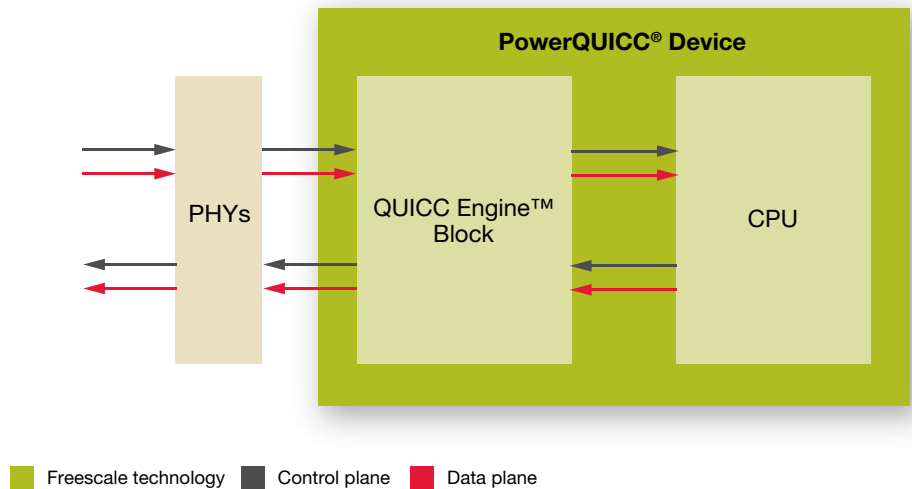 PowerQUICC® Device
PHYs
QUICC Engine™
Block
CPU
Freescale technology
Control plane
Data plane